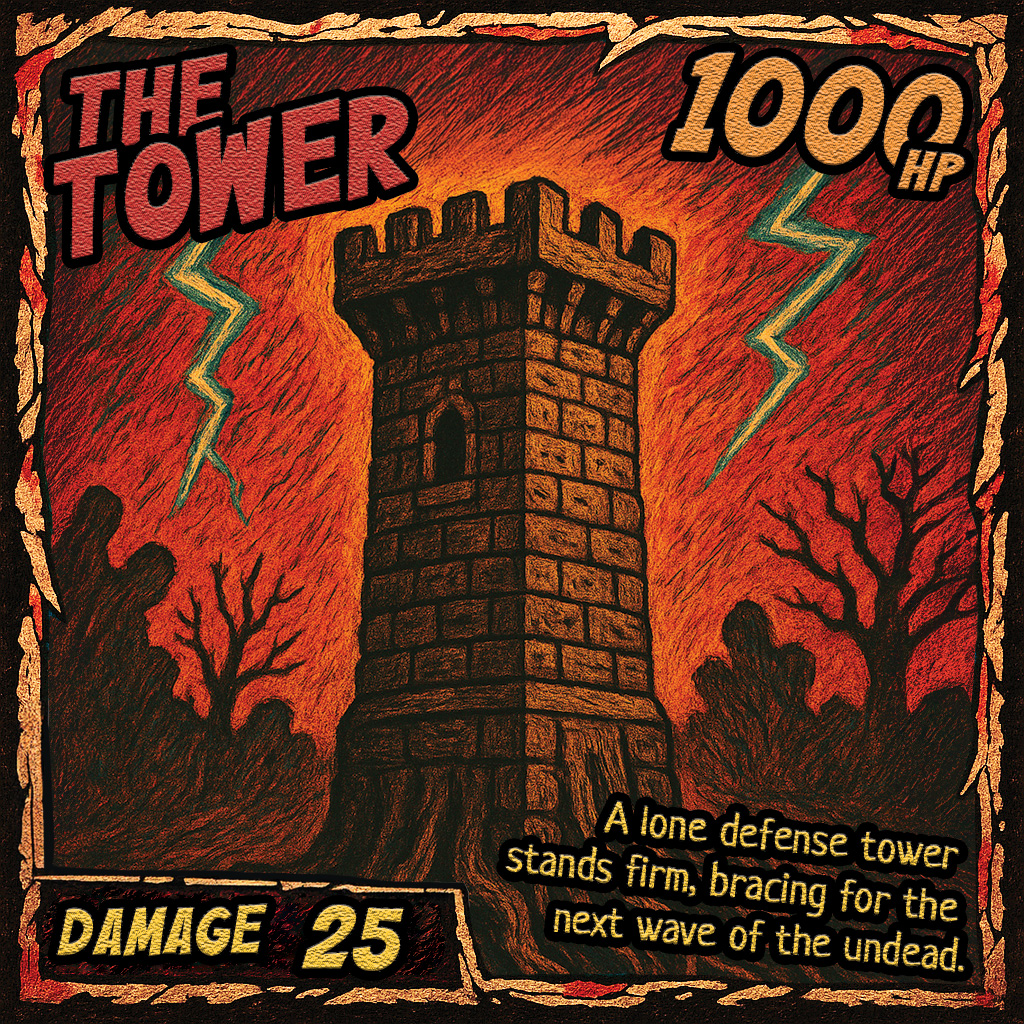 THE
TOWER
1000
HP
A lone defense tower
stands firm, bracing for the
next wave of the undead.
DAMAGE 25